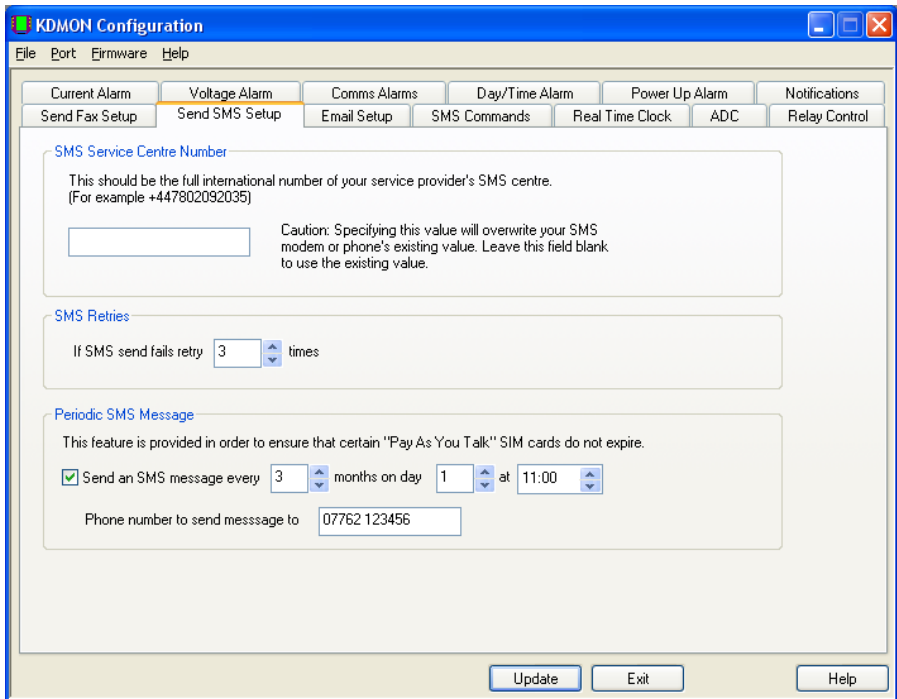 KDMON Configuration
File Port Firmware Help
Current Alarm Voltage Alarm Comms Alarms Day/Time Alarm Power Up Alarm Notifications
Send Fax Setup Send SMS Setup Email Setup SMS Commands Real Time Clock ADC Relay Control
SMS Service Centre Number
This should be the full international number of your service provider's SMS centre.
(For example +447802092035)
Caution: Specifying this value will overwrite your SMS
modem or phone's existing value. Leave this field blank
to use the existing value.
SMS Retries
If SMS send fails retry 3 times
Periodic SMS Message
This feature is provided in order to ensure that certain "Pay As You Talk" SIM cards do not expire.
Send an SMS message every 3 months on day 1 at 11:00
Phone number to send messsage to 07762 123456
Update Exit Help